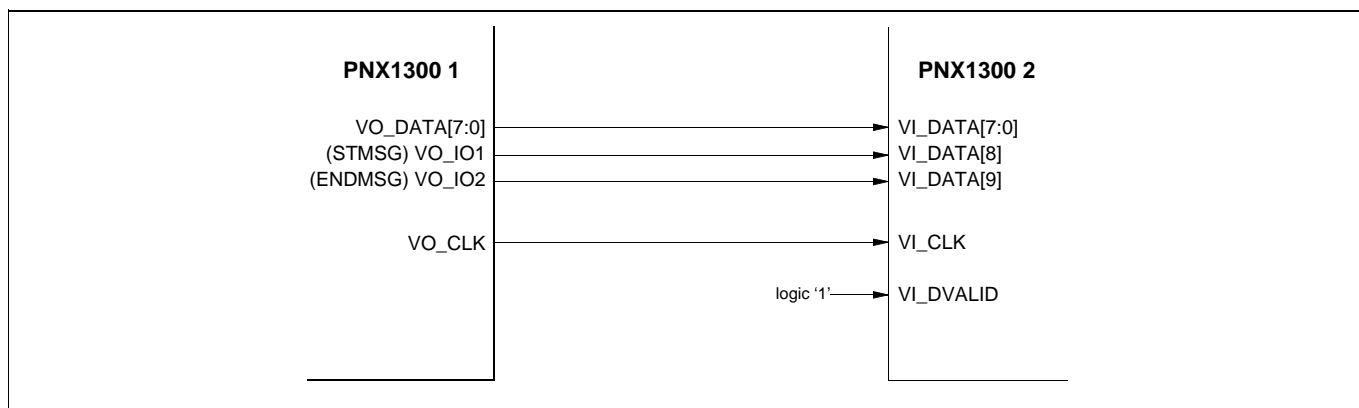 PNX1300 1
PNX1300 2
VO_DATA[7:0]
VI_DATA[7:0]
(STMSG) VO_IO1
VI_DATA[8]
(ENDMSG) VO_IO2
VI_DATA[9]
VO_CLK
VI_CLK
logic ‘1’
VI_DVALID